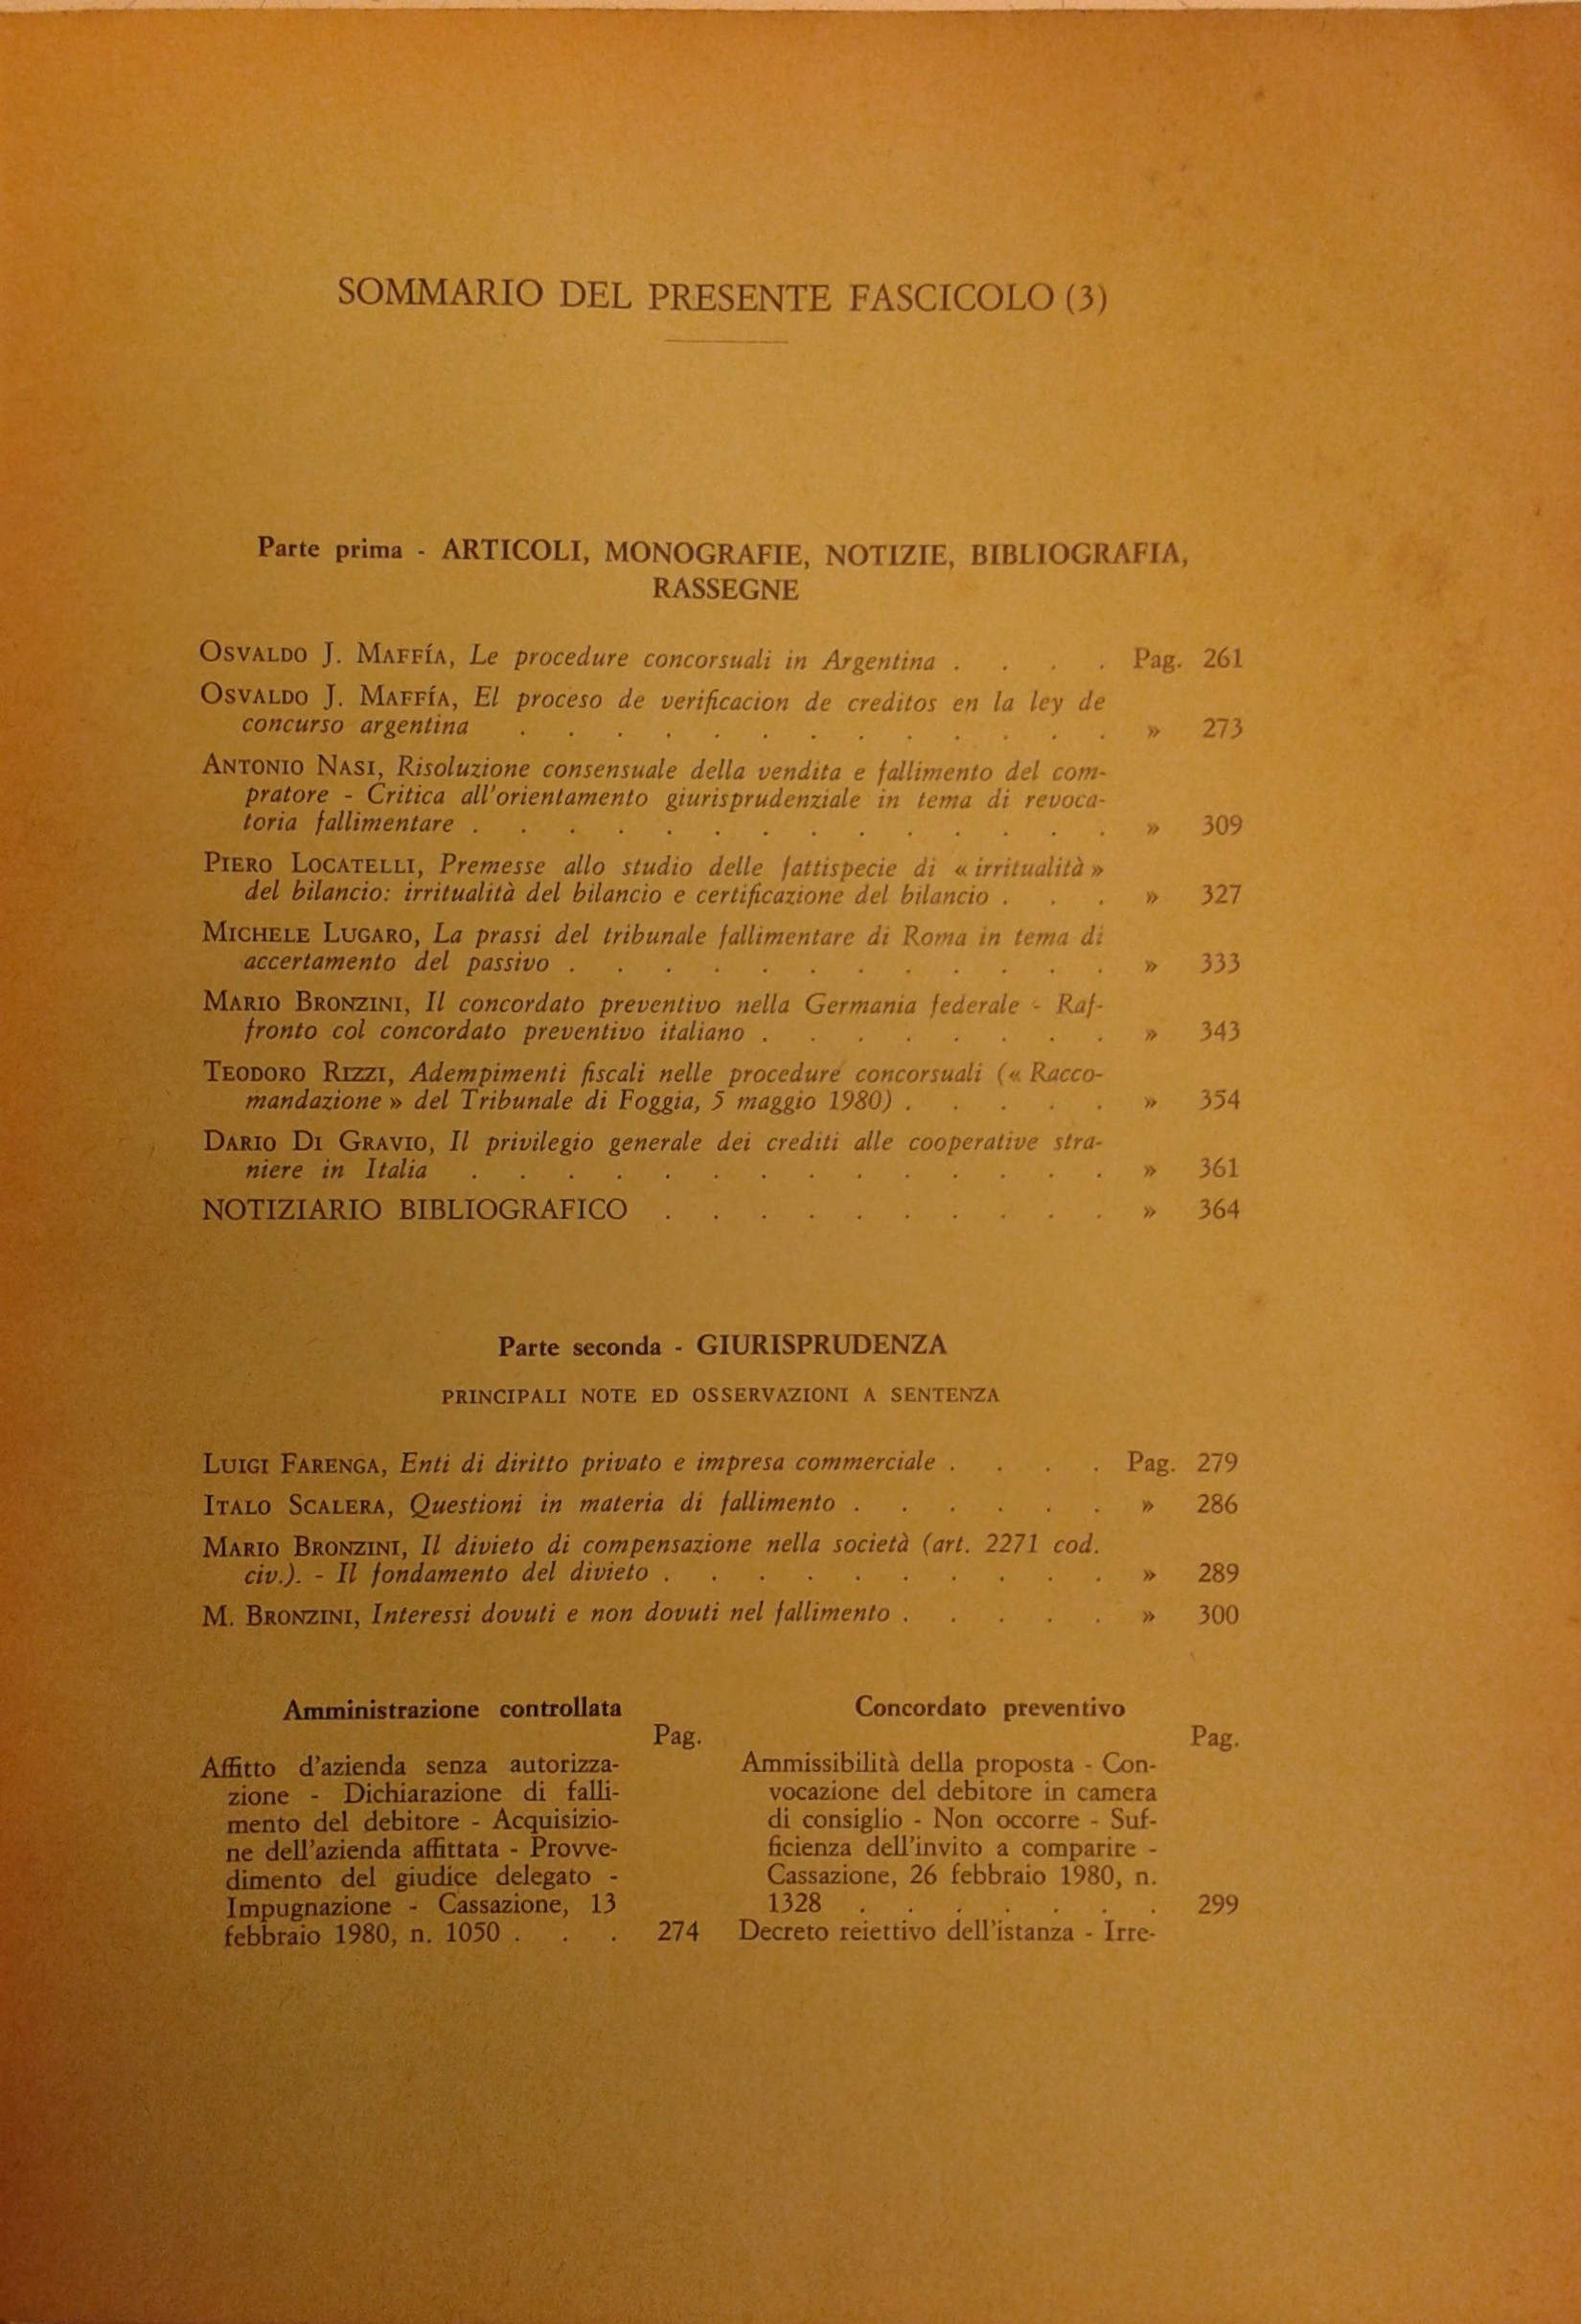 SOMMARIO DEL PRESENTE FASCICOLO (3)
Parte prima - ARTICOLI, MONOGRAFIE, NOTIZIE, BIBLIOGRAFIA,
RASSEGNE
OSVALDO J. MAFFÍA, Le procedure concorsuali in Argentina . . . . Pag. 261
OSVALDO J. MAFFÍA, El proceso de verificacion de creditos en la ley de
concurso argentina . . . . . . . . . . . . . » 273
ANTONIO NASI, Risoluzione consensuale della vendita e fallimento del com-
pratore - Critica all'orientamento giurisprudenziale in tema di revoca-
toria fallimentare . . . . . . . . . . . . . . » 309
PIERO LOCATELLI, Premesse allo studio delle fattispecie di « irritualità »
del bilancio: irritualità del bilancio e certificazione del bilancio . . . » 327
MICHELE LUGARO, La prassi del tribunale fallimentare di Roma in tema di
accertamento del passivo . . . . . . . . . . . . » 333
MARIO BRONZINI, Il concordato preventivo nella Germania federale - Raf-
fronto col concordato preventivo italiano . . . . . . . . » 343
TEODORO RIZZI, Adempimenti fiscali nelle procedure concorsuali (« Racco-
mandazione » del Tribunale di Foggia, 5 maggio 1980) . . . . . » 354
DARIO DI GRAVIO, Il privilegio generale dei crediti alle cooperative stra-
niere in Italia . . . . . . . . . . . . . . » 361
NOTIZIARIO BIBLIOGRAFICO . . . . . . . . . . » 364
Parte seconda - GIURISPRUDENZA
PRINCIPALI NOTE ED OSSERVAZIONI A SENTENZA
LUIGI FARENGA, Enti di diritto privato e impresa commerciale . . . . Pag. 279
ITALO SCALERA, Questioni in materia di fallimento . . . . . . » 286
MARIO BRONZINI, Il divieto di compensazione nella società (art. 2271 cod.
civ.). - Il fondamento del divieto . . . . . . . . . . » 289
M. BRONZINI, Interessi dovuti e non dovuti nel fallimento . . . . . » 300
Amministrazione controllata
Pag.
Affitto d'azienda senza autorizza-
zione - Dichiarazione di falli-
mento del debitore - Acquisizio-
ne dell'azienda affittata - Provve-
dimento del giudice delegato -
Impugnazione - Cassazione, 13
febbraio 1980, n. 1050 . . . 274
Concordato preventivo
Pag.
Ammissibilità della proposta - Con-
vocazione del debitore in camera
di consiglio - Non occorre - Suf-
ficienza dell'invito a comparire -
Cassazione, 26 febbraio 1980, n.
1328 . . . . . . . 299
Decreto reiettivo dell'istanza - Irre-